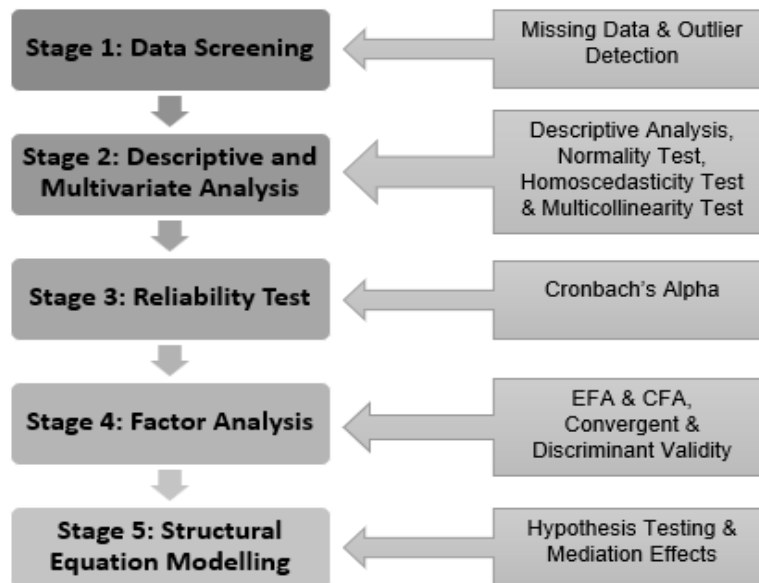 Stage 1: Data Screening
Missing Data & Outlier
Detection
Stage 2: Descriptive and
Multivariate Analysis
Descriptive Analysis,
Normality Test,
Homoscedasticity Test
& Multicollinearity Test
Stage 3: Reliability Test
Cronbach's Alpha
Stage 4: Factor Analysis
EFA & CFA,
Convergent &
Discriminant Validity
Stage 5: Structural
Equation Modelling
Hypothesis Testing &
Mediation Effects